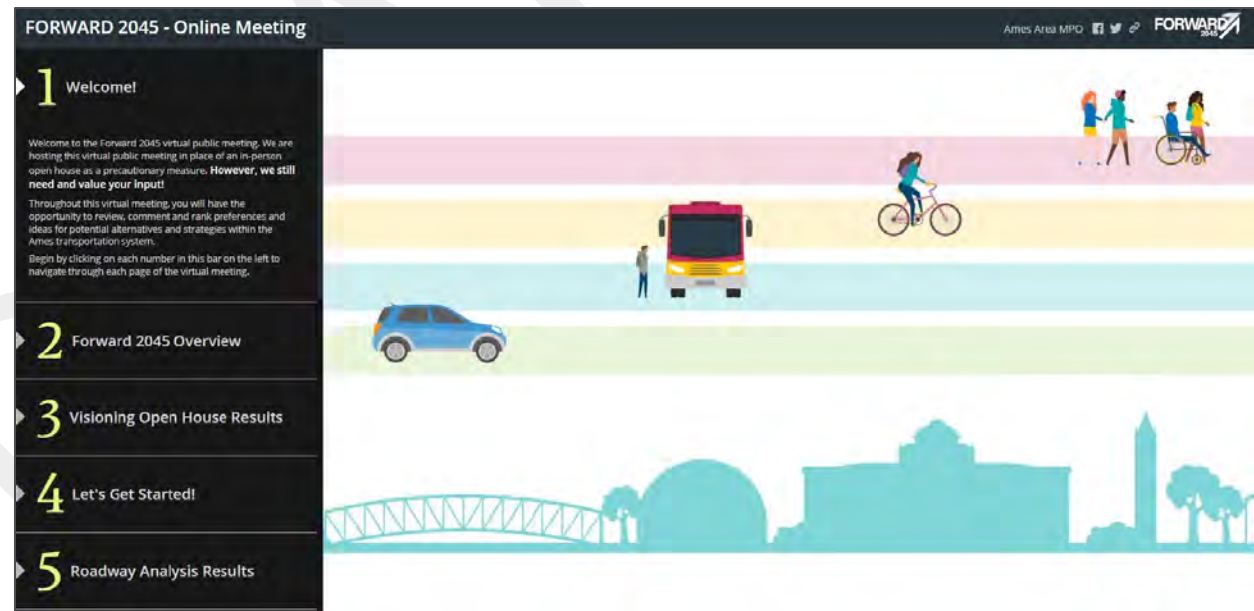 FORWARD 2045 - Online Meeting
Ames Area MPO
FORWARD
2045
1 Welcome!
Welcome to the Forward 2045 virtual public meeting. We are
hosting this virtual public meeting in place of an in-person
open house as a precautionary measure. However, we still
need and value your input!
Throughout this virtual meeting, you will have the
opportunity to review, comment and rank preferences and
ideas for potential alternatives and strategies within the
Ames transportation system.
Begin by clicking on each number in this bar on the left to
navigate through each page of the virtual meeting.
2 Forward 2045 Overview
3 Visioning Open House Results
4 Let's Get Started!
5 Roadway Analysis Results